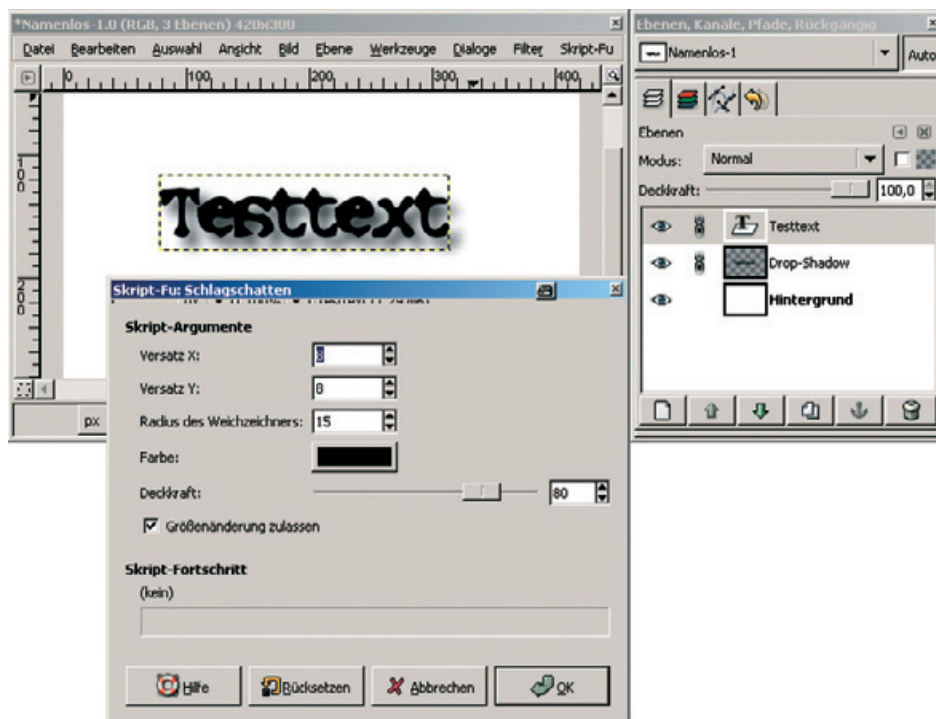 *Namenlos-1.0 (RGB, 3 Ebenen) 420x300
Datei Bearbeiten Auswahl Ansicht Bild Ebene Werkzeuge Dialoge Filter Skript-Fu
0 100 200 300 400
100
200
Testtext
px
Ebenen, Kanäle, Pfade, Rückgängig
Namenlos-1 Auto
Ebenen
Modus: Normal
Deckkraft: 100,0
Testtext
Drop-Shadow
Hintergrund
Skript-Fu: Schlagschatten
Skript-Argumente
Versatz X: 8
Versatz Y: 8
Radius des Weichzeichners: 15
Farbe:
Deckkraft: 80
Größenänderung zulassen
Skript-Fortschritt
(kein)
Hilfe Rücksetzen Abbrechen OK